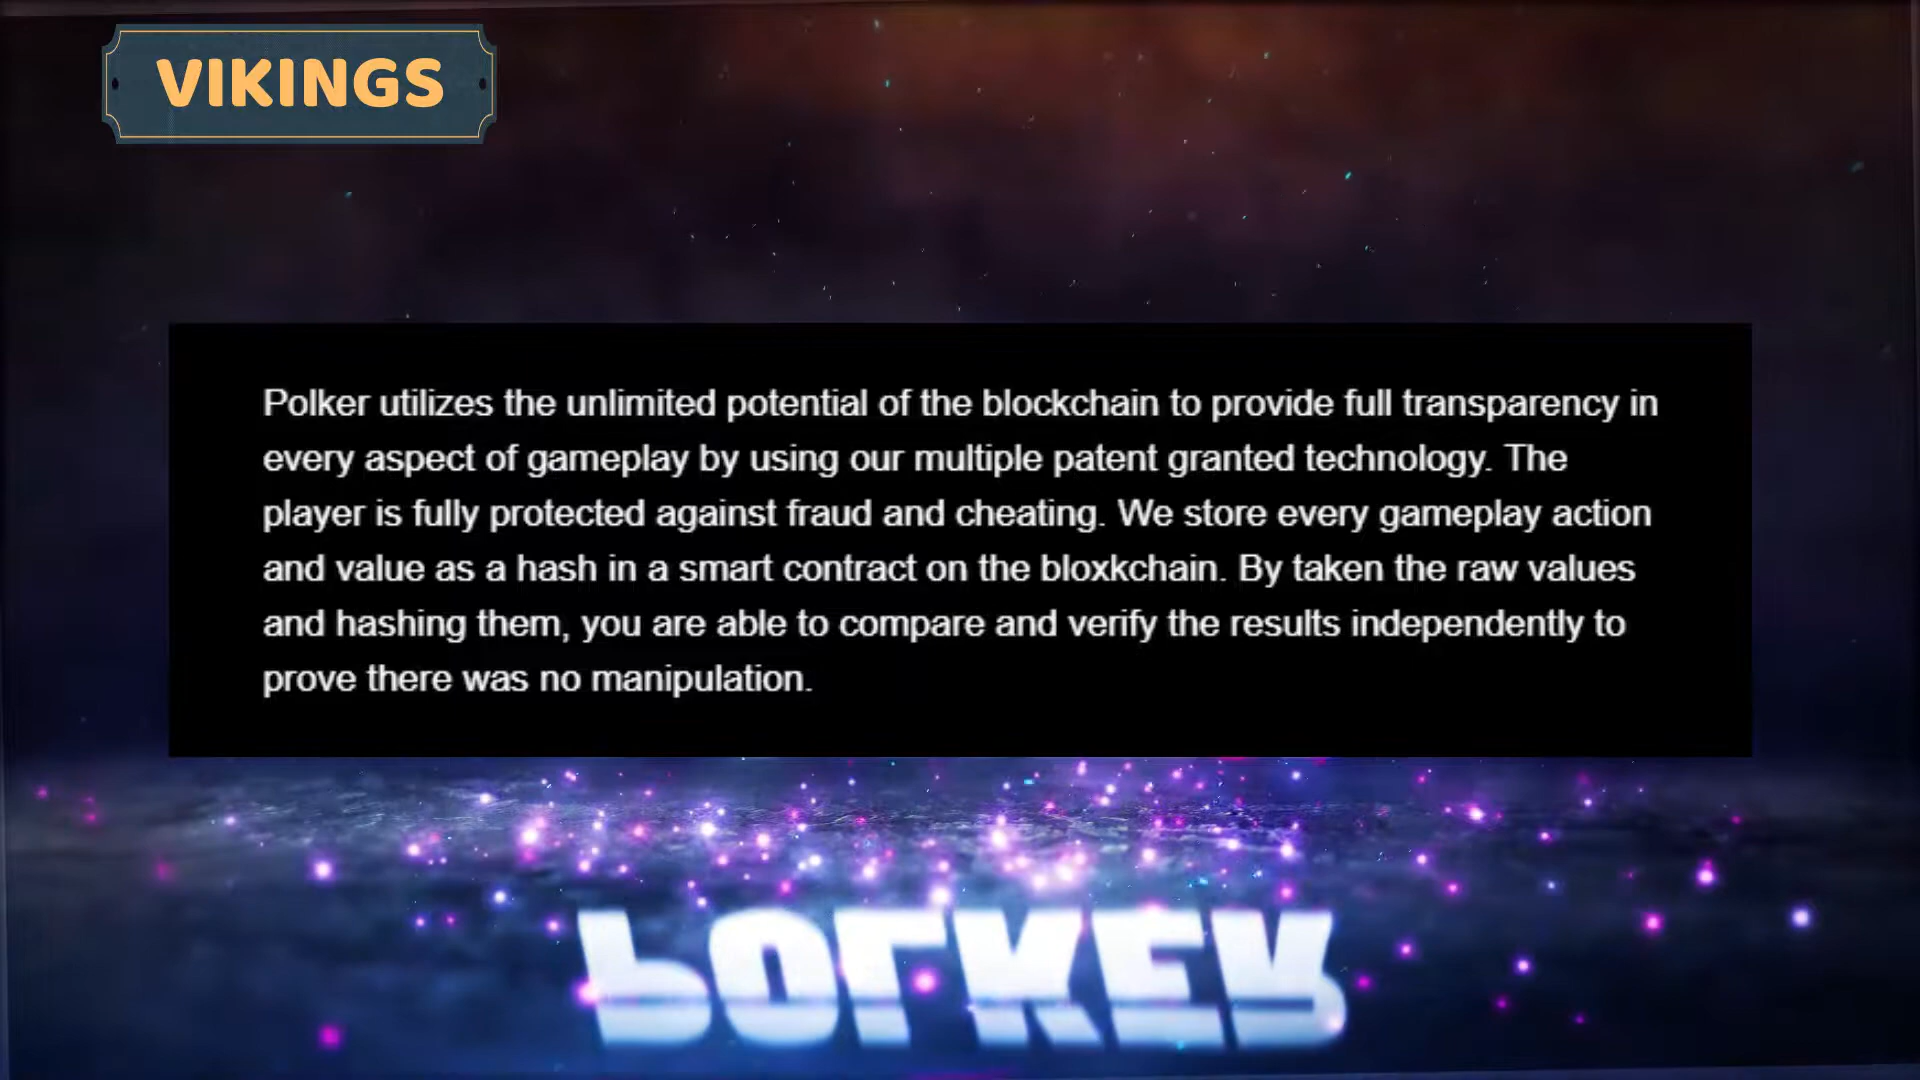 VIKINGS
Polker utilizes the unlimited potential of the blockchain to provide full transparency in
every aspect of gameplay by using our multiple patent granted technology. The
player is fully protected against fraud and cheating. We store every gameplay action
and value as a hash in a smart contract on the bloxkchain. By taken the raw values
and hashing them, you are able to compare and verify the results independently to
prove there was no manipulation.
POLKER